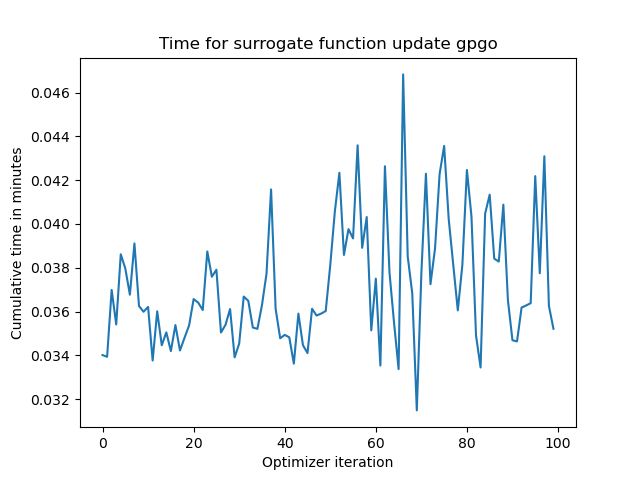 Time for surrogate function update gpgo
0.046
0.044
0.042
0.040
0.038
0.036
0.034
0.032
Cumulative time in minutes
0 20 40 60 80 100
Optimizer iteration